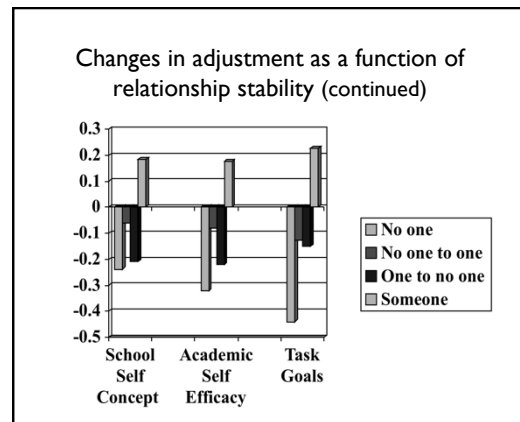 Changes in adjustment as a function of
relationship stability (continued)
0.3
0.2
0.1
0
-0.1
-0.2
-0.3
-0.4
-0.5
School
Self
Concept
Academic
Self
Efficacy
Task
Goals
No one
No one to one
One to no one
Someone